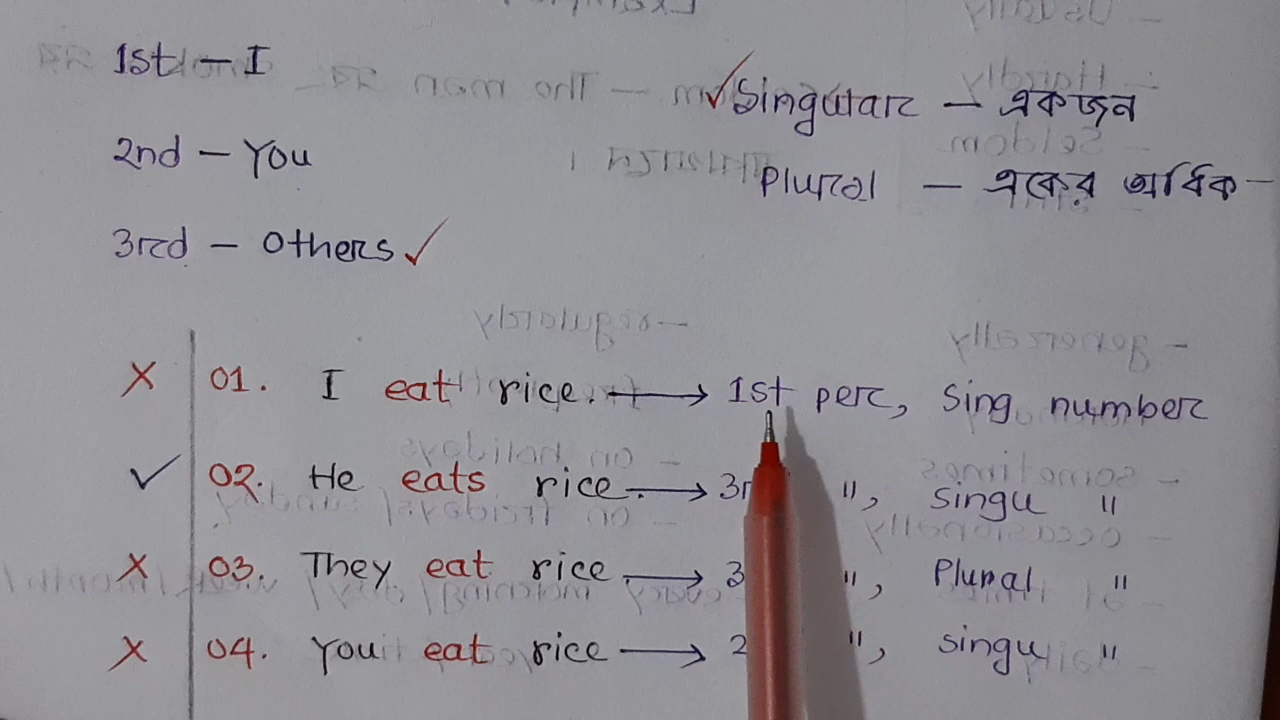 1st – I
Singular – একজন
2nd – You
Plural – একের অধিক –
3rd – Others
01. I eat rice. → 1st per, Sing number
02. He eats rice. → 3r ", singu "
03. They eat rice. → 3 ", Plural "
04. You eat rice → 2 ", singu "